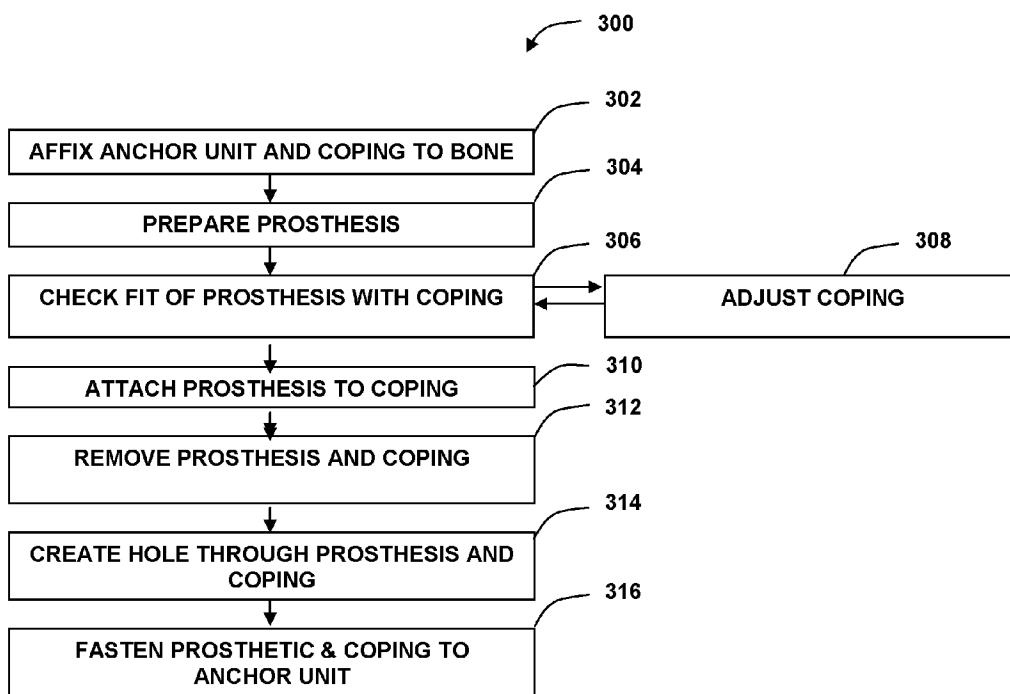 300
302
AFFIX ANCHOR UNIT AND COPING TO BONE
304
PREPARE PROSTHESIS
306
308
CHECK FIT OF PROSTHESIS WITH COPING
ADJUST COPING
310
ATTACH PROSTHESIS TO COPING
312
REMOVE PROSTHESIS AND COPING
314
CREATE HOLE THROUGH PROSTHESIS AND
COPING
316
FASTEN PROSTHETIC & COPING TO
ANCHOR UNIT